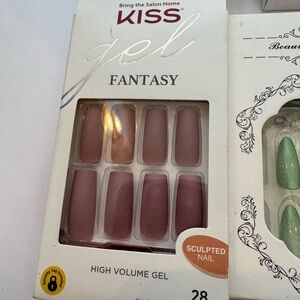 Bring the Salon Home
KISS
gel
FANTASY
Beau
SCULPTED
NAIL
HIGH VOLUME GEL
28